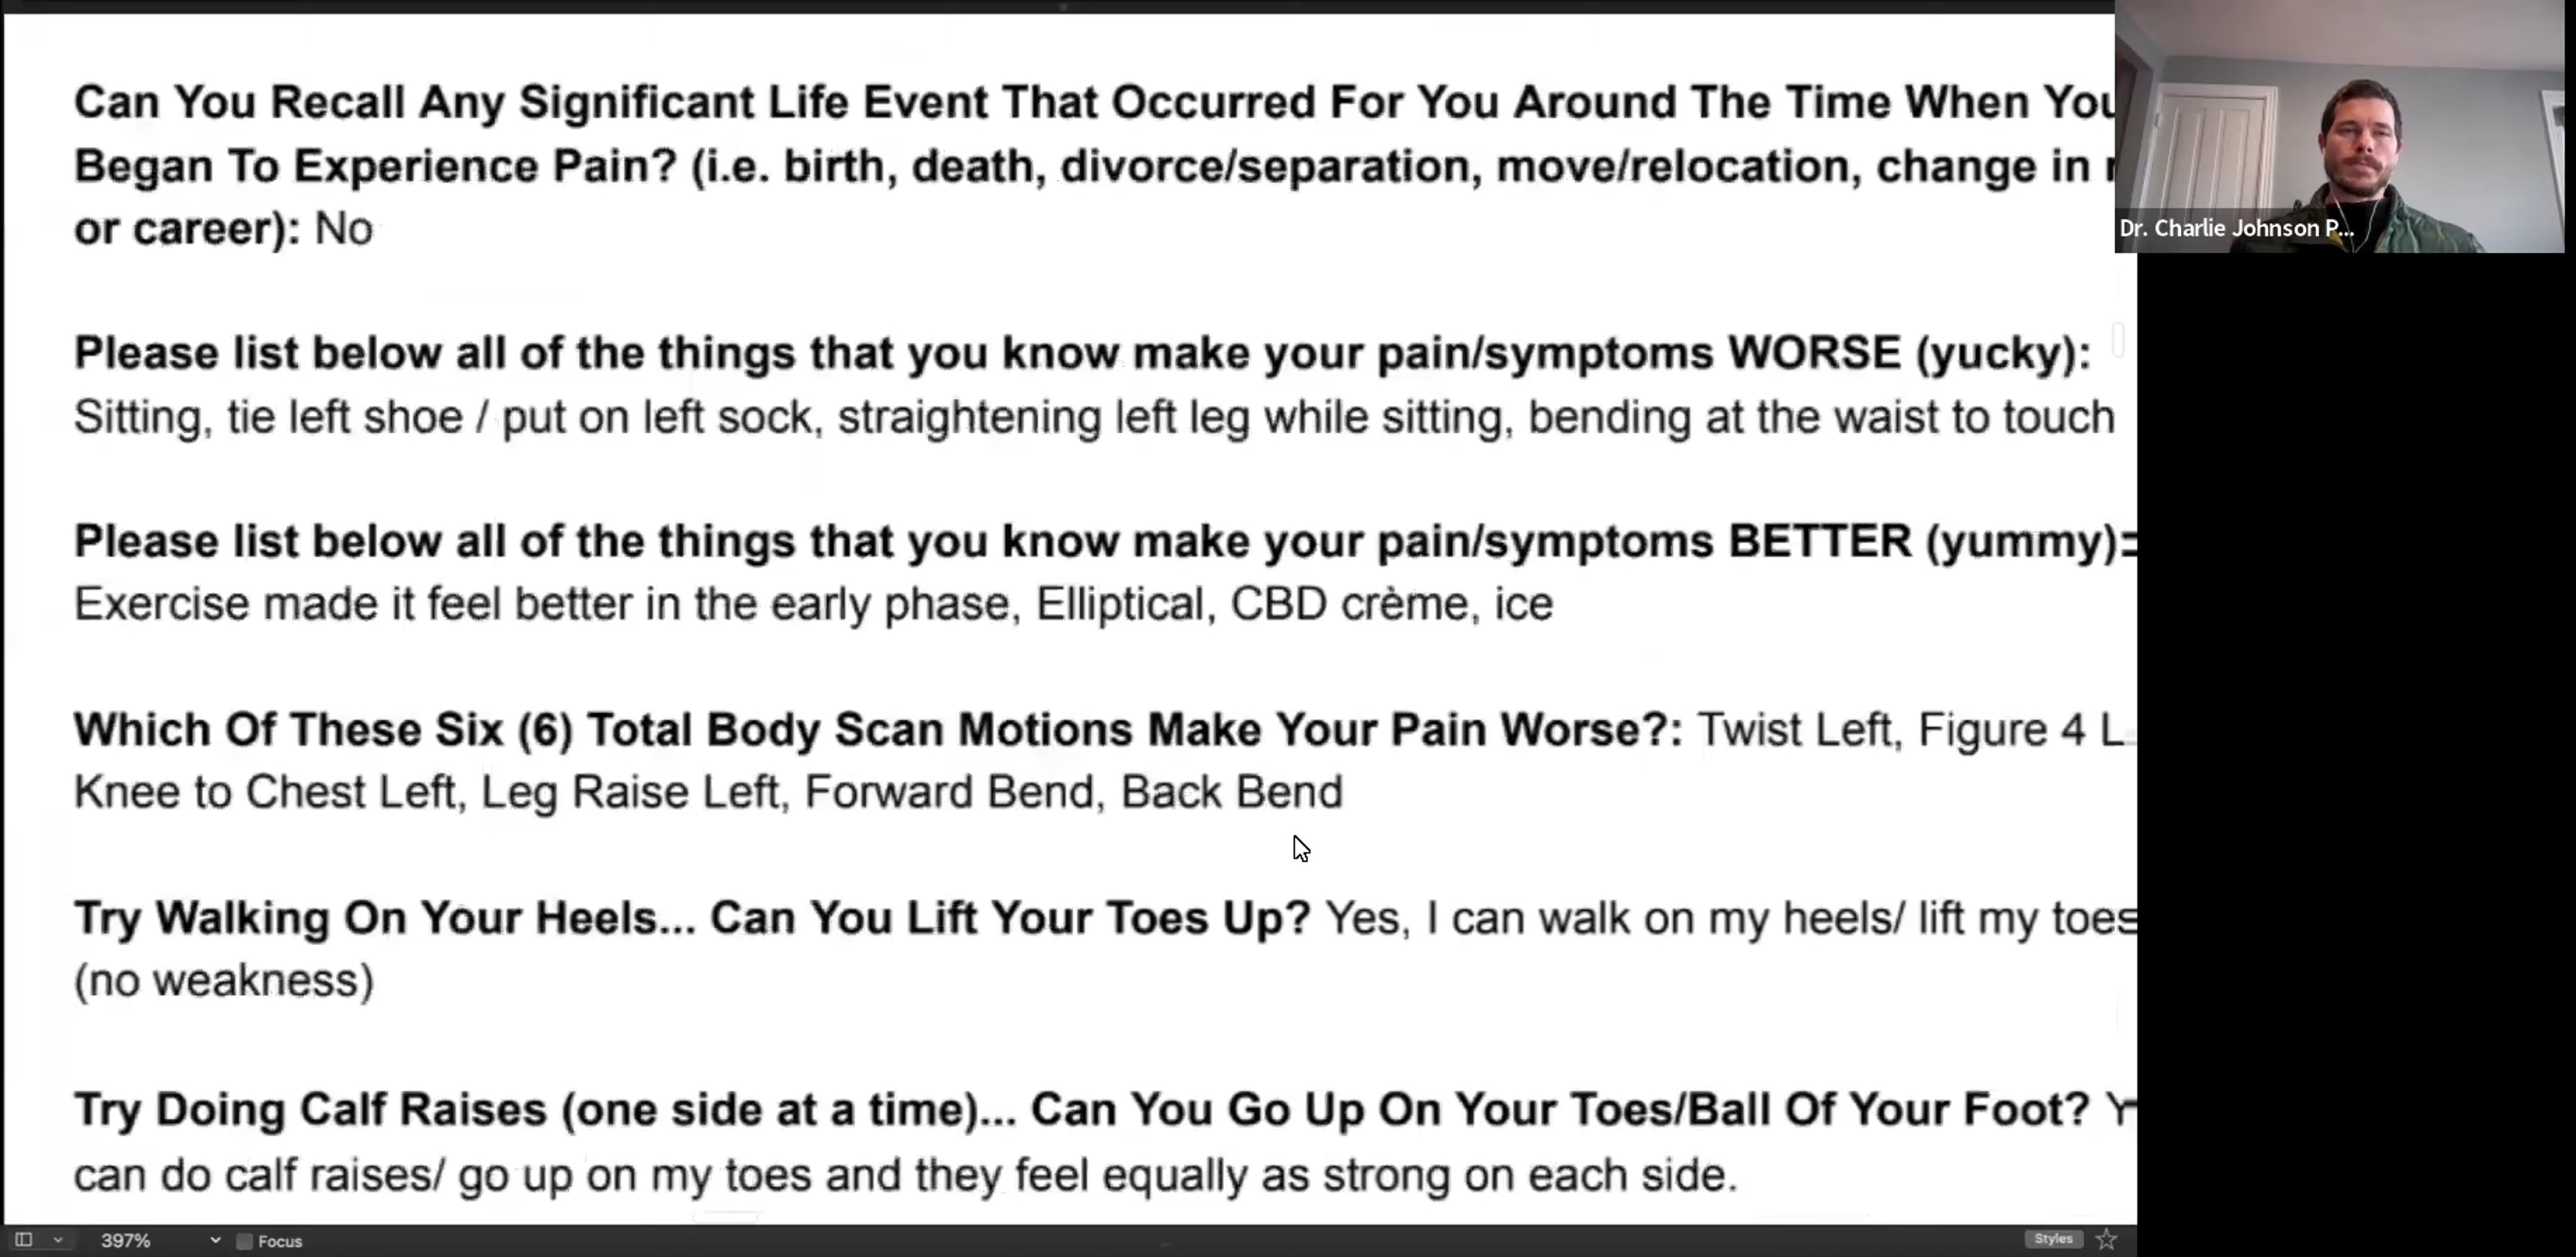 Can You Recall Any Significant Life Event That Occurred For You Around The Time When You
Began To Experience Pain? (i.e. birth, death, divorce/separation, move/relocation, change in
or career): No
Please list below all of the things that you know make your pain/symptoms WORSE (yucky):
Sitting, tie left shoe / put on left sock, straightening left leg while sitting, bending at the waist to touch
Please list below all of the things that you know make your pain/symptoms BETTER (yummy):
Exercise made it feel better in the early phase, Elliptical, CBD crème, ice
Which Of These Six (6) Total Body Scan Motions Make Your Pain Worse?: Twist Left, Figure 4 L
Knee to Chest Left, Leg Raise Left, Forward Bend, Back Bend
Try Walking On Your Heels... Can You Lift Your Toes Up? Yes, I can walk on my heels/ lift my toes
(no weakness)
Try Doing Calf Raises (one side at a time)... Can You Go Up On Your Toes/Ball Of Your Foot? Y
can do calf raises/ go up on my toes and they feel equally as strong on each side.
Dr. Charlie Johnson P...
397%
Focus
Styles